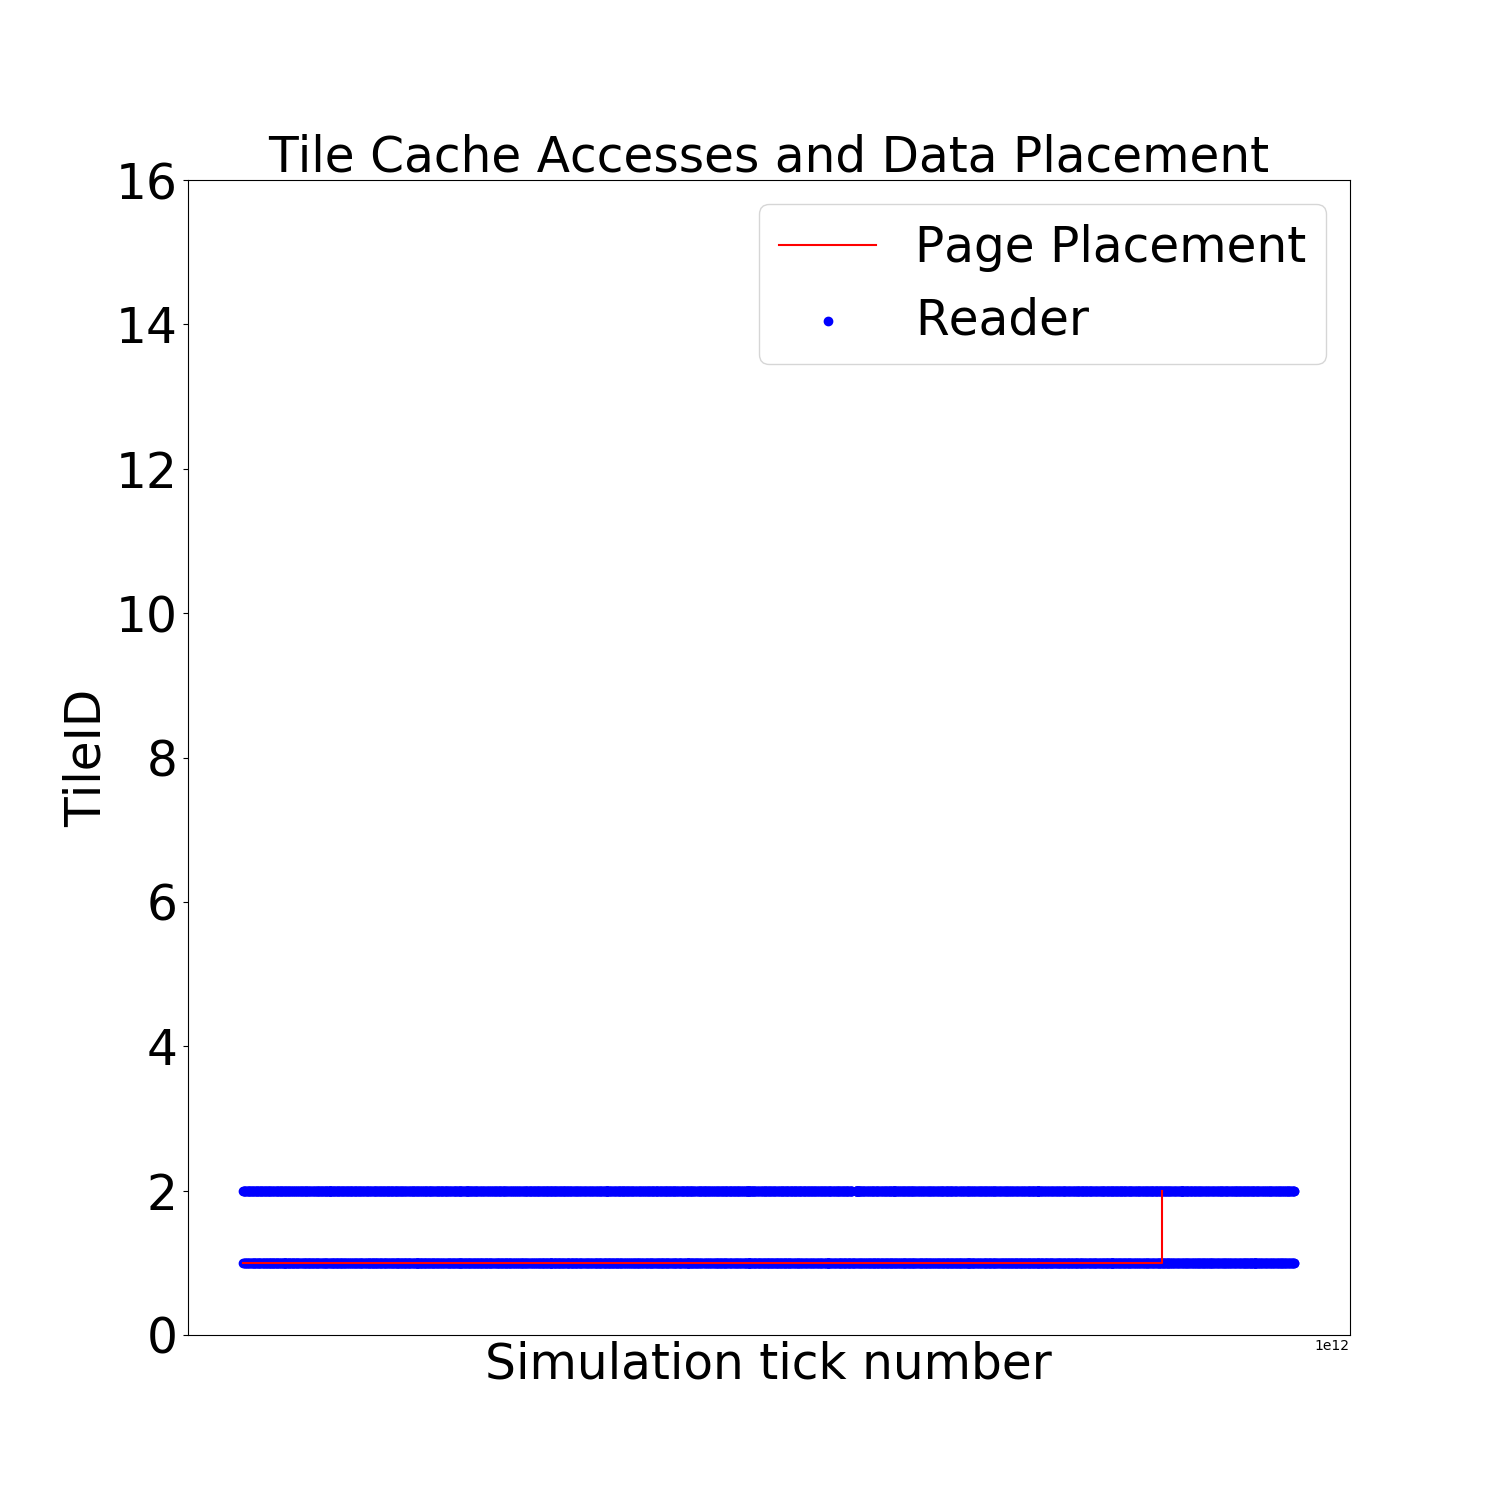 Tile Cache Accesses and Data Placement
16
Page Placement
Reader
14
12
10
8
TileID
6
4
2
0
1e12
Simulation tick number